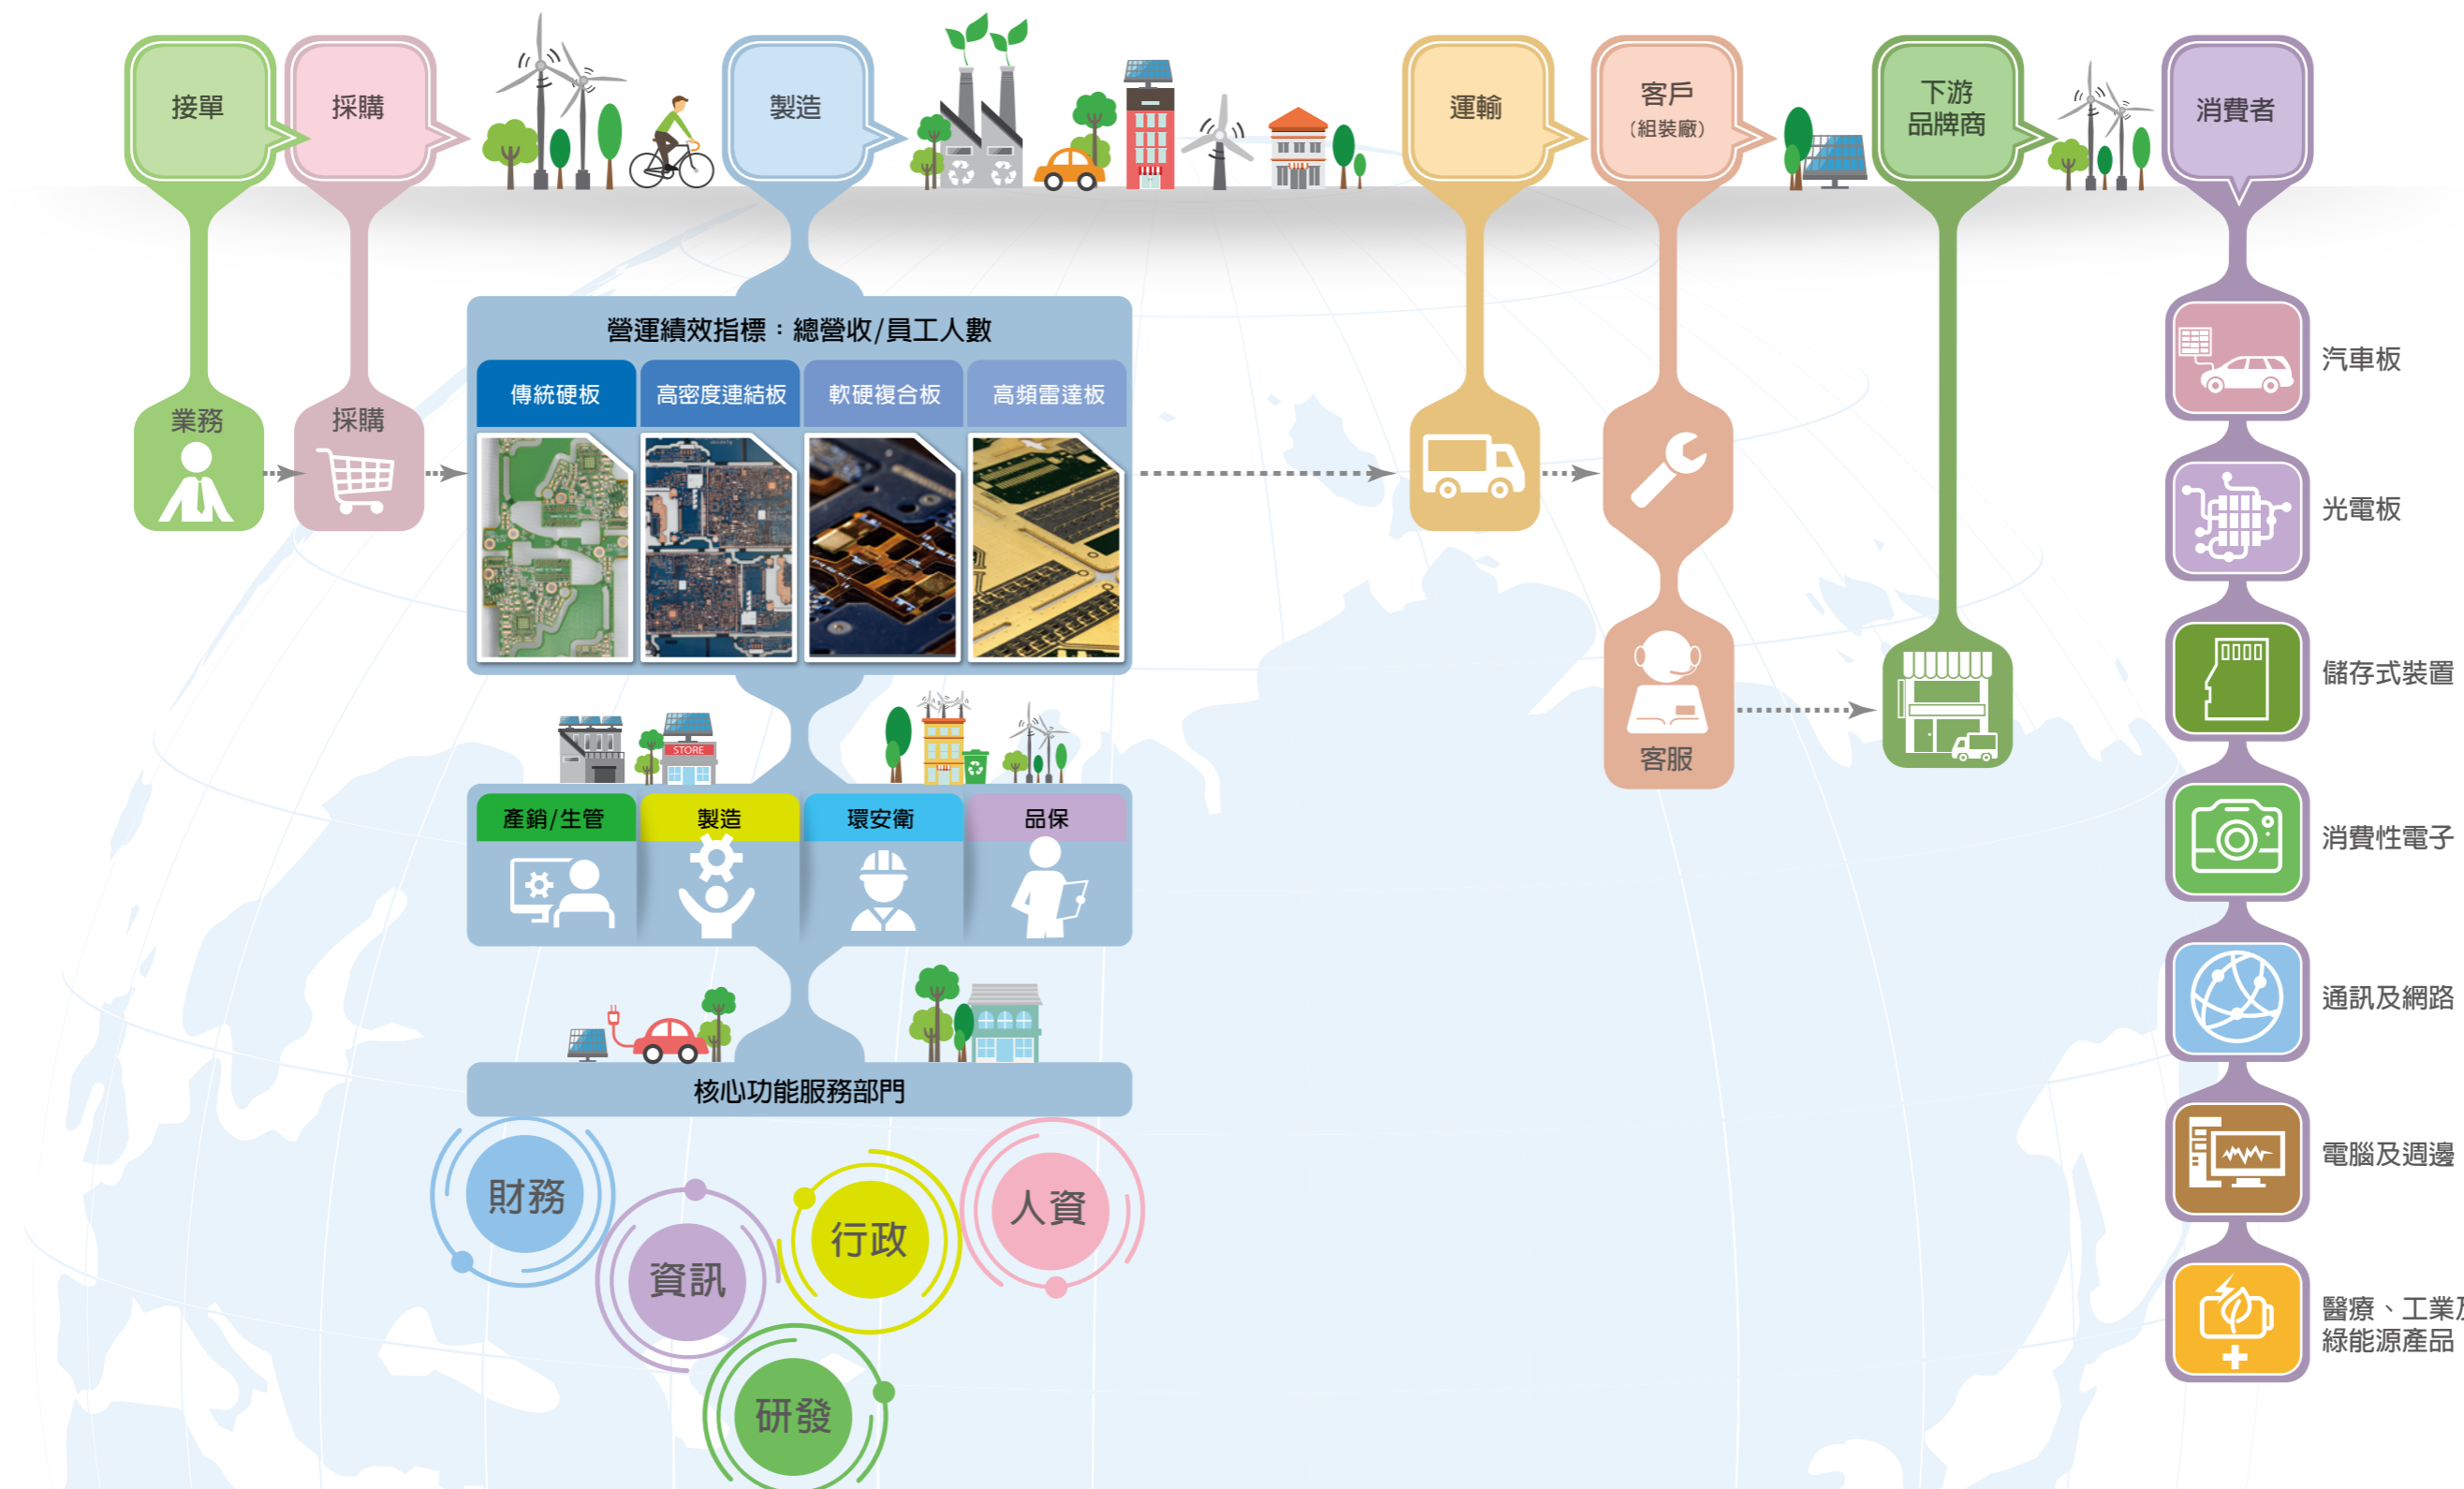 接單
採購
製造
運輸
客戶
(組裝廠)
下游
品牌商
消費者
業務
採購
營運績效指標：總營收/員工人數
傳統硬板
高密度連結板
軟硬複合板
高頻雷達板
STORE
產銷/生管
製造
環安衛
品保
核心功能服務部門
財務
資訊
行政
人資
研發
客服
汽車板
光電板
儲存式裝置
消費性電子
通訊及網路
電腦及週邊
醫療、工業及
綠能源產品